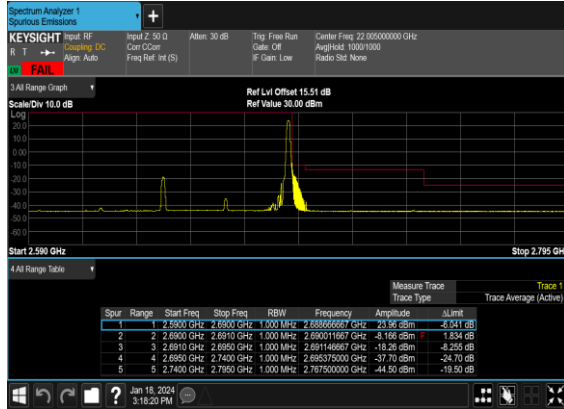 Spectrum Analyzer 1
Spurious Emissions
+
KEYSIGHT Input: RF Input Z: 50 Ω Atten: 30 dB Trig: Free Run Center Freq: 22.005000000 GHz
R T Coupling: DC Corr CCorr Gate: Off Avg|Hold: 1000/1000
Align: Auto Freq Ref: Int (S) IF Gain: Low Radio Std: None
FAIL
3 All Range Graph
Ref Lvl Offset 15.51 dB
Scale/Div 10.0 dB Ref Value 30.00 dBm
Log
20.0
10.0
0.00
-10.0
-20.0
-30.0
-40.0
-50.0
-60.0
Start 2.590 GHz Stop 2.795 GH
4 All Range Table
Measure Trace Trace 1
Trace Type Trace Average (Active)
Spur Range Start Freq Stop Freq RBW Frequency Amplitude ΔLimit
1 1 2.5900 GHz 2.6900 GHz 1.000 MHz 2.688666667 GHz 23.96 dBm -6.041 dB
2 2 2.6900 GHz 2.6910 GHz 1.000 MHz 2.690011667 GHz -8.166 dBm F 1.834 dB
3 3 2.6910 GHz 2.6950 GHz 1.000 MHz 2.691146667 GHz -18.26 dBm -8.255 dB
4 4 2.6950 GHz 2.7400 GHz 1.000 MHz 2.695375000 GHz -37.70 dBm -24.70 dB
5 5 2.7400 GHz 2.7950 GHz 1.000 MHz 2.767500000 GHz -44.50 dBm -19.50 dB
?
Jan 18, 2024
3:18:20 PM